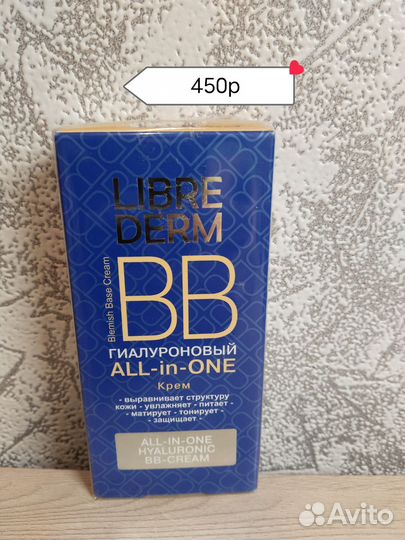 450р
LIBRE
DERM
BB
Blemish Base Cream
ГИАЛУРОНОВЫЙ
ALL-in-ONE
Крем
- выравнивает структуру
кожи - увлажняет - питает -
- матирует - тонирует -
- защищает -
ALL-IN-ONE
HYALURONIC
BB-CREAM
Avito